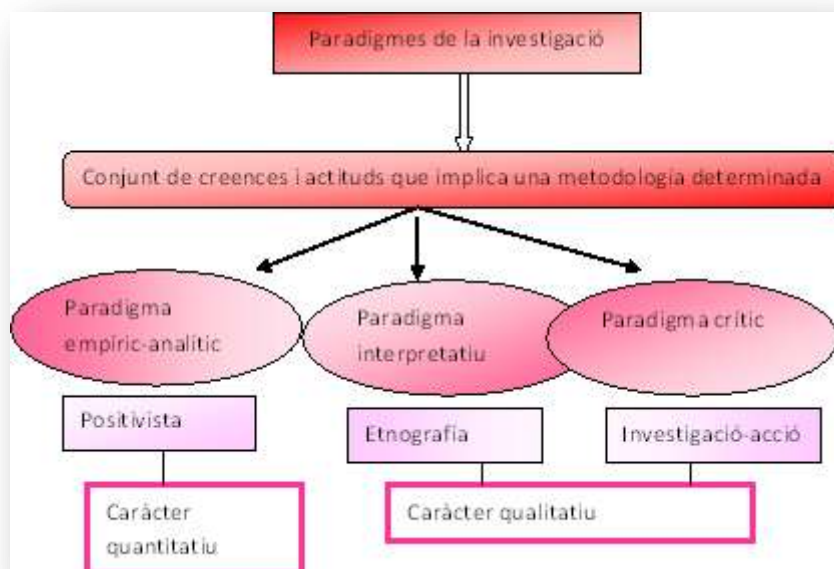 Paradigmes de la investigació
Conjunt de creences i actituds que implica una metodologia determinada
Paradigma
empíric-analític
Paradigma
interpretatiu
Paradigma crític
Positivista
Etnografia
Investigació-acció
Caràcter
quantitatiu
Caràcter qualitatiu